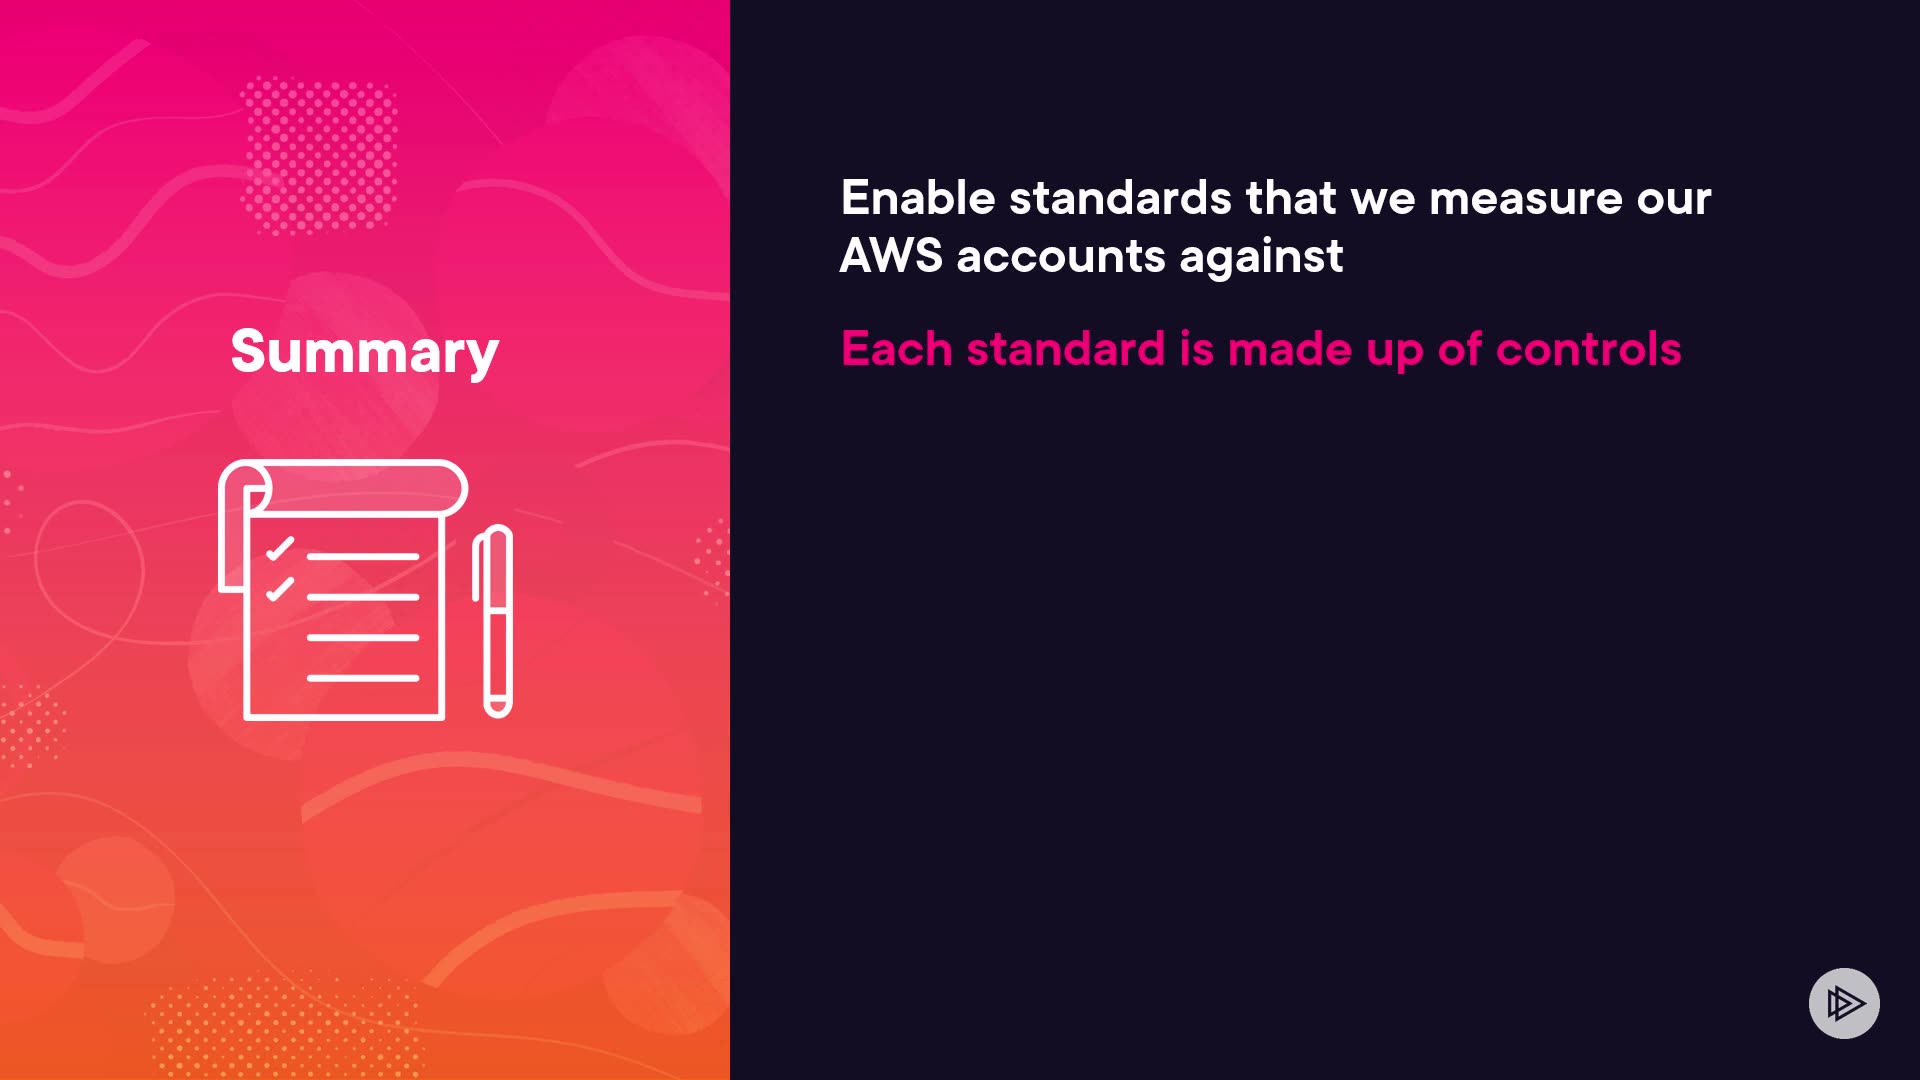 Summary
Enable standards that we measure our
AWS accounts against
Each standard is made up of controls